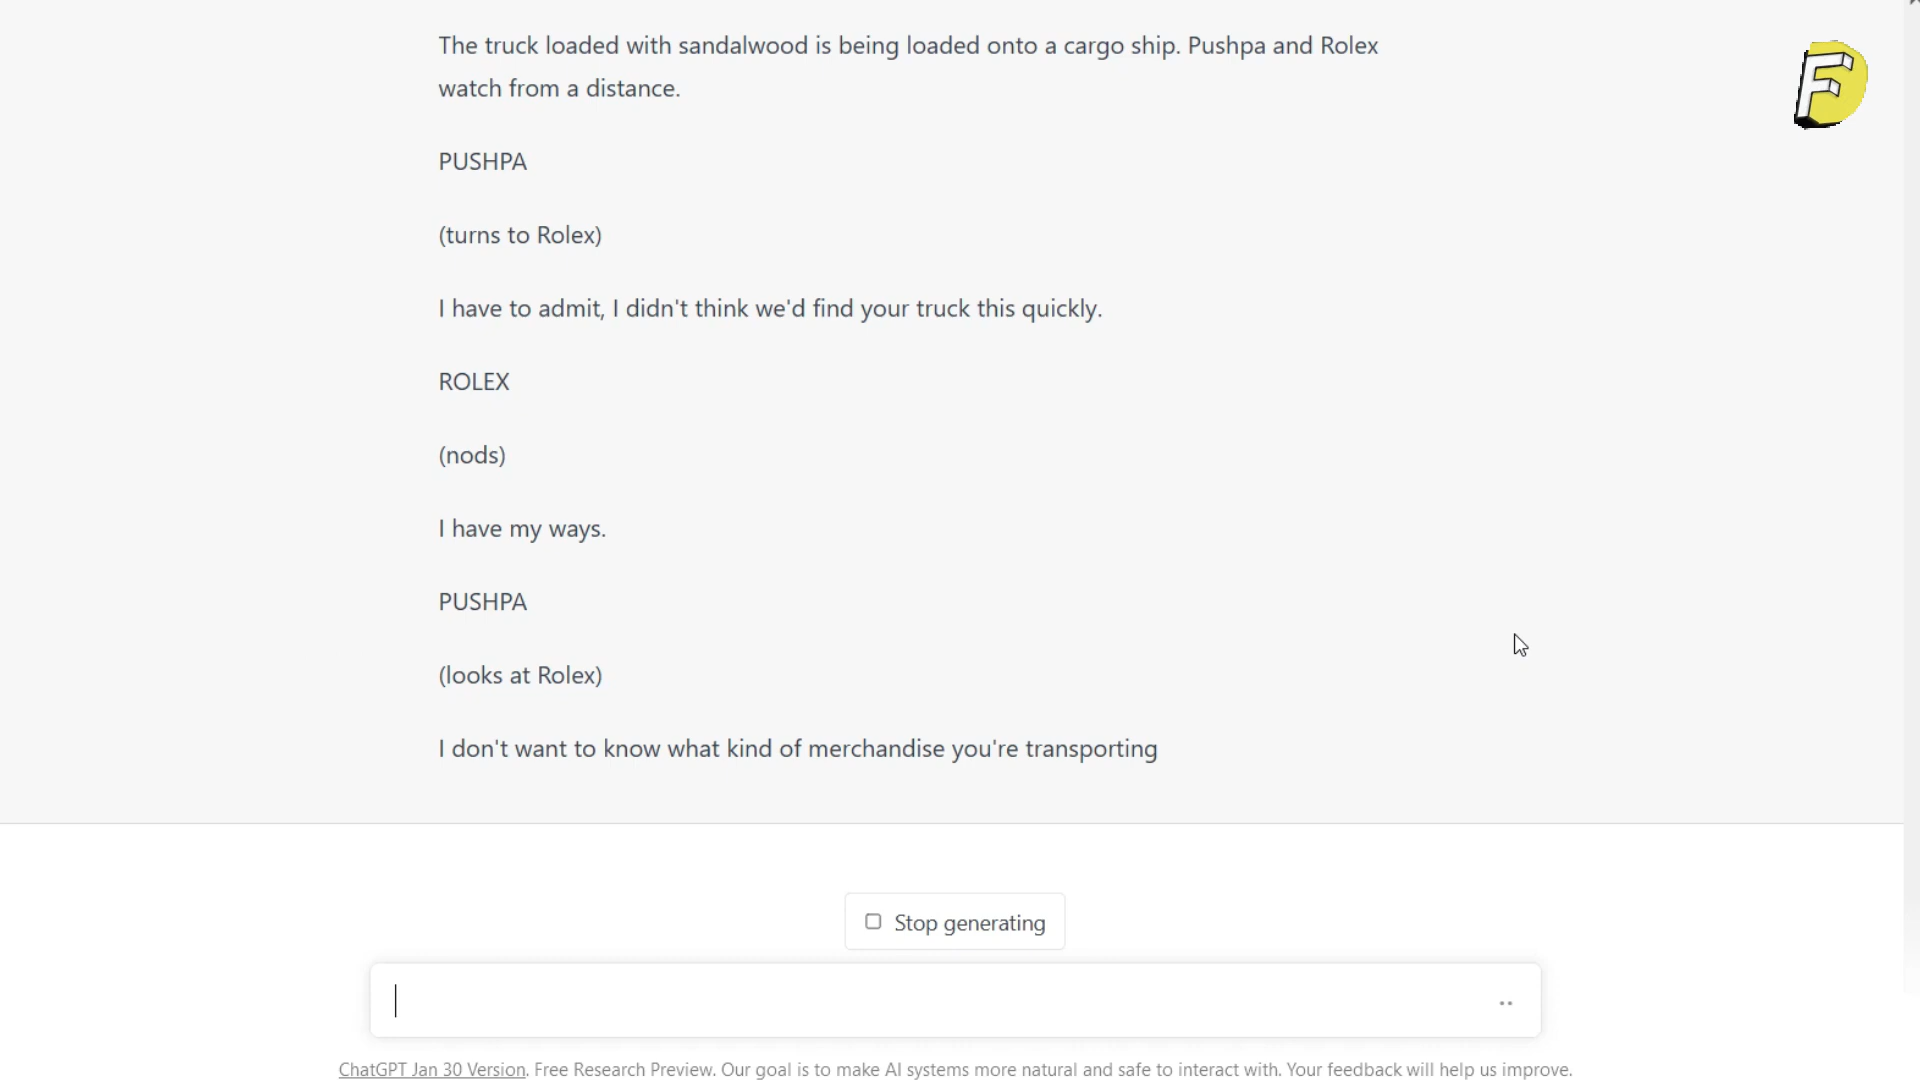 The truck loaded with sandalwood is being loaded onto a cargo ship. Pushpa and Rolex
watch from a distance.
PUSHPA
(turns to Rolex)
I have to admit, I didn't think we'd find your truck this quickly.
ROLEX
(nods)
I have my ways.
PUSHPA
(looks at Rolex)
I don't want to know what kind of merchandise you're transporting
Stop generating
ChatGPT Jan 30 Version. Free Research Preview. Our goal is to make AI systems more natural and safe to interact with. Your feedback will help us improve.
F